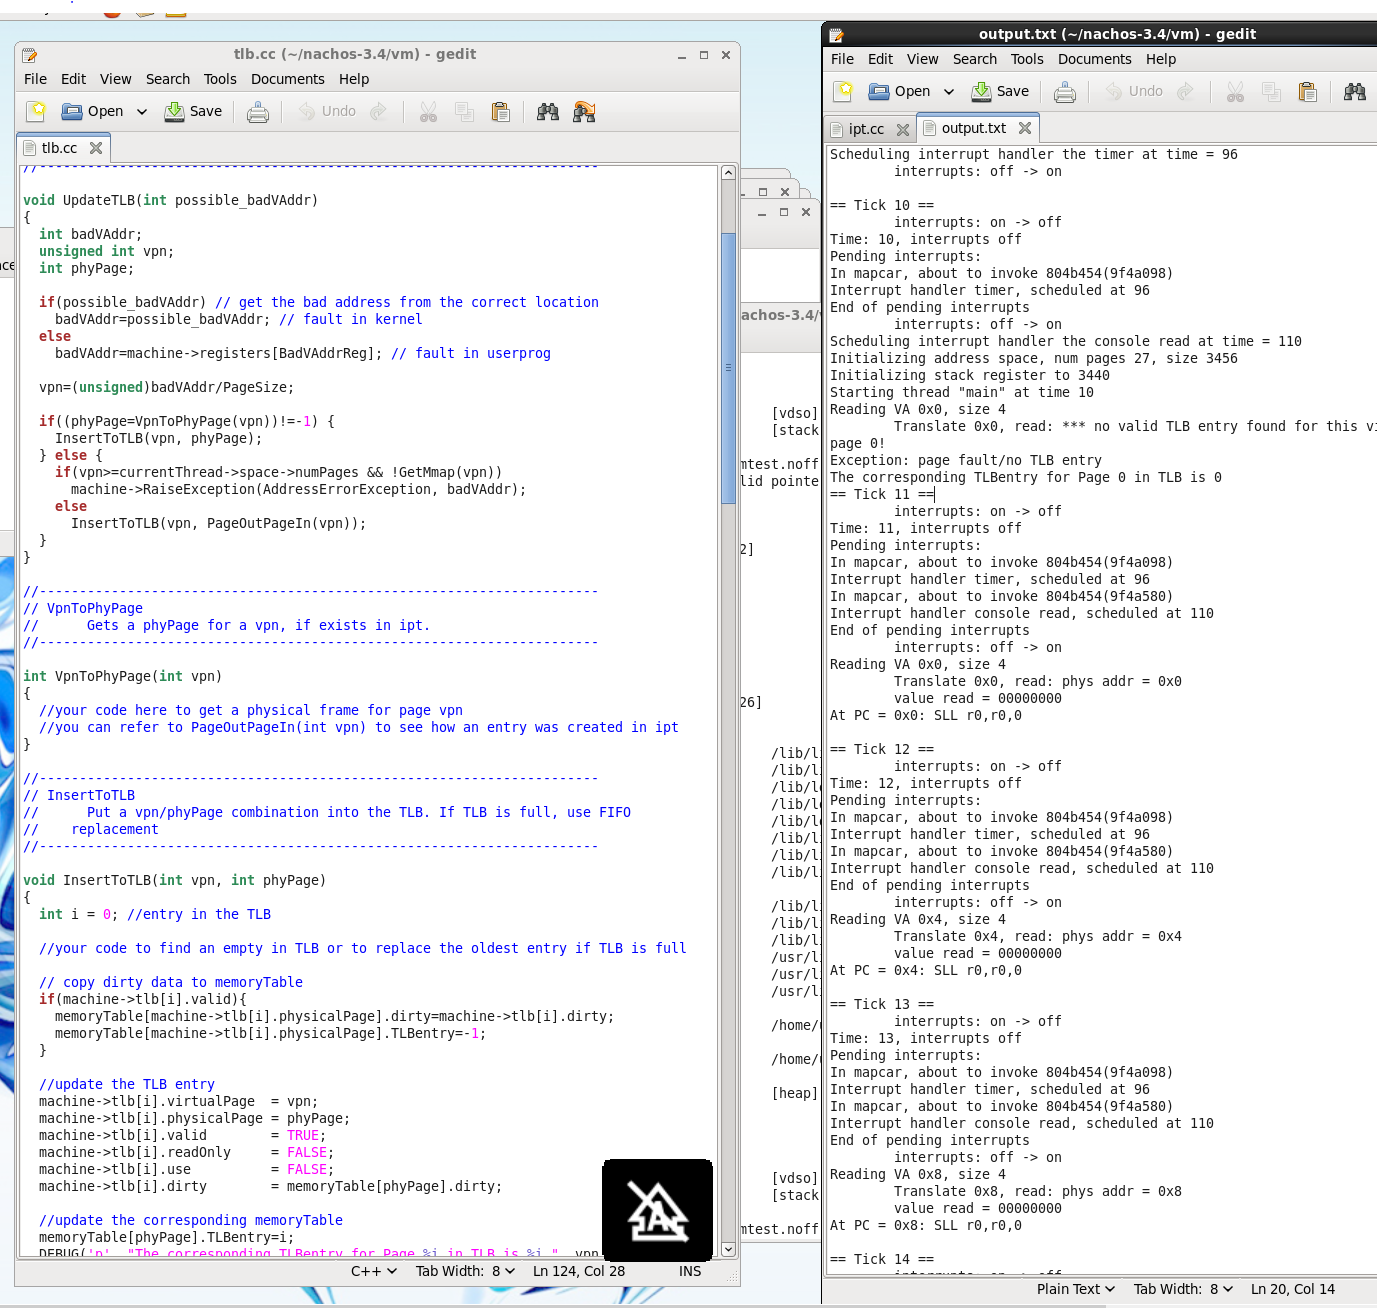 tlb.cc (~/nachos-3.4/vm) - gedit
File Edit View Search Tools Documents Help
Open Save Undo
tlb.cc
//----------------------------------------------------------------------
void UpdateTLB(int possible_badVAddr)
{
  int badVAddr;
  unsigned int vpn;
  int phyPage;

  if(possible_badVAddr) // get the bad address from the correct location
    badVAddr=possible_badVAddr; // fault in kernel
  else
    badVAddr=machine->registers[BadVAddrReg]; // fault in userprog

  vpn=(unsigned)badVAddr/PageSize;

  if((phyPage=VpnToPhyPage(vpn))!=-1) {
    InsertToTLB(vpn, phyPage);
  } else {
    if(vpn>=currentThread->space->numPages && !GetMmap(vpn))
      machine->RaiseException(AddressErrorException, badVAddr);
    else
      InsertToTLB(vpn, PageOutPageIn(vpn));
  }
}

//----------------------------------------------------------------------
// VpnToPhyPage
//      Gets a phyPage for a vpn, if exists in ipt.
//----------------------------------------------------------------------

int VpnToPhyPage(int vpn)
{
  //your code here to get a physical frame for page vpn
  //you can refer to PageOutPageIn(int vpn) to see how an entry was created in ipt
}

//----------------------------------------------------------------------
// InsertToTLB
//      Put a vpn/phyPage combination into the TLB. If TLB is full, use FIFO
//    replacement
//----------------------------------------------------------------------

void InsertToTLB(int vpn, int phyPage)
{
  int i = 0; //entry in the TLB

  //your code to find an empty in TLB or to replace the oldest entry if TLB is full

  // copy dirty data to memoryTable
  if(machine->tlb[i].valid){
    memoryTable[machine->tlb[i].physicalPage].dirty=machine->tlb[i].dirty;
    memoryTable[machine->tlb[i].physicalPage].TLBentry=-1;
  }

  //update the TLB entry
  machine->tlb[i].virtualPage  = vpn;
  machine->tlb[i].physicalPage = phyPage;
  machine->tlb[i].valid        = TRUE;
  machine->tlb[i].readOnly     = FALSE;
  machine->tlb[i].use          = FALSE;
  machine->tlb[i].dirty        = memoryTable[phyPage].dirty;

  //update the corresponding memoryTable
  memoryTable[phyPage].TLBentry=i;
  DEBUG('p', "The corresponding TLBentry for Page %i in TLB is %i ", vpn
C++ Tab Width: 8 Ln 124, Col 28 INS
achos-3.4/
[vdso]
[stack
mtest.noff
lid pointe
2]
26]
/lib/l
/lib/l
/lib/l
/lib/l
/lib/l
/lib/l
/lib/l
/lib/l
/lib/l
/lib/l
/lib/l
/usr/l
/usr/l
/usr/l
/home/
/home/
[heap]
[vdso]
[stack
mtest.noff
output.txt (~/nachos-3.4/vm) - gedit
File Edit View Search Tools Documents Help
Open Save Undo
ipt.cc output.txt
Scheduling interrupt handler the timer at time = 96
        interrupts: off -> on

== Tick 10 ==
        interrupts: on -> off
Time: 10, interrupts off
Pending interrupts:
In mapcar, about to invoke 804b454(9f4a098)
Interrupt handler timer, scheduled at 96
End of pending interrupts
        interrupts: off -> on
Scheduling interrupt handler the console read at time = 110
Initializing address space, num pages 27, size 3456
Initializing stack register to 3440
Starting thread "main" at time 10
Reading VA 0x0, size 4
        Translate 0x0, read: *** no valid TLB entry found for this vi
page 0!
Exception: page fault/no TLB entry
The corresponding TLBentry for Page 0 in TLB is 0
== Tick 11 ==
        interrupts: on -> off
Time: 11, interrupts off
Pending interrupts:
In mapcar, about to invoke 804b454(9f4a098)
Interrupt handler timer, scheduled at 96
In mapcar, about to invoke 804b454(9f4a580)
Interrupt handler console read, scheduled at 110
End of pending interrupts
        interrupts: off -> on
Reading VA 0x0, size 4
        Translate 0x0, read: phys addr = 0x0
        value read = 00000000
At PC = 0x0: SLL r0,r0,0

== Tick 12 ==
        interrupts: on -> off
Time: 12, interrupts off
Pending interrupts:
In mapcar, about to invoke 804b454(9f4a098)
Interrupt handler timer, scheduled at 96
In mapcar, about to invoke 804b454(9f4a580)
Interrupt handler console read, scheduled at 110
End of pending interrupts
        interrupts: off -> on
Reading VA 0x4, size 4
        Translate 0x4, read: phys addr = 0x4
        value read = 00000000
At PC = 0x4: SLL r0,r0,0

== Tick 13 ==
        interrupts: on -> off
Time: 13, interrupts off
Pending interrupts:
In mapcar, about to invoke 804b454(9f4a098)
Interrupt handler timer, scheduled at 96
In mapcar, about to invoke 804b454(9f4a580)
Interrupt handler console read, scheduled at 110
End of pending interrupts
        interrupts: off -> on
Reading VA 0x8, size 4
        Translate 0x8, read: phys addr = 0x8
        value read = 00000000
At PC = 0x8: SLL r0,r0,0

== Tick 14 ==
Plain Text Tab Width: 8 Ln 20, Col 14